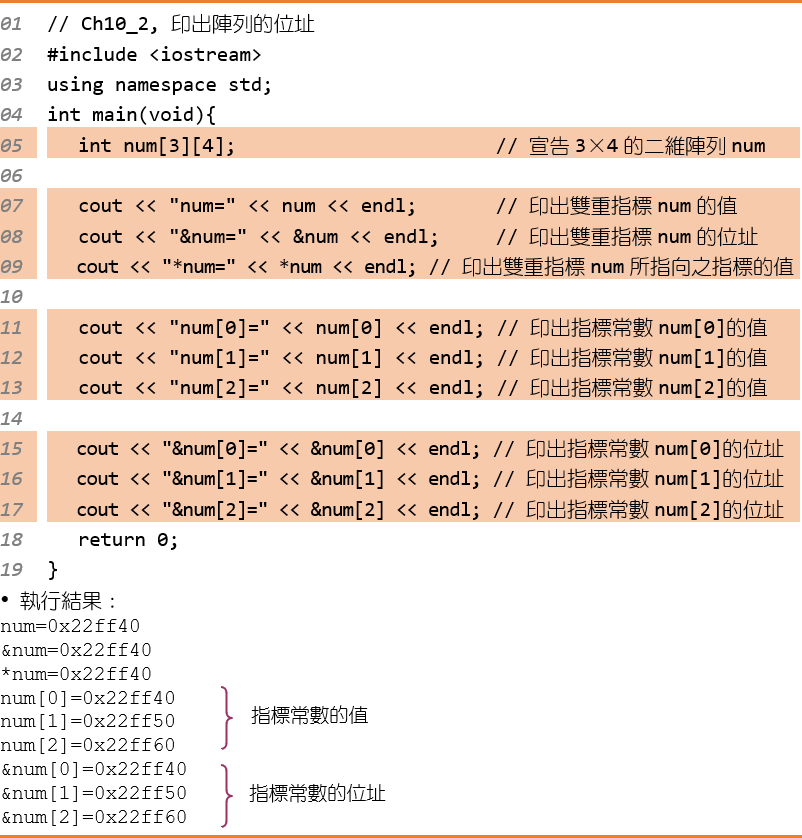 01 // Ch10_2, 印出陣列的位址
02 #include <iostream>
03 using namespace std;
04 int main(void){
05 int num[3][4]; // 宣告 3×4 的二維陣列 num
06
07 cout << "num=" << num << endl; // 印出雙重指標 num 的值
08 cout << "&num=" << &num << endl; // 印出雙重指標 num 的位址
09 cout << "*num=" << *num << endl; // 印出雙重指標 num 所指向之指標的值
10
11 cout << "num[0]=" << num[0] << endl; // 印出指標常數 num[0]的值
12 cout << "num[1]=" << num[1] << endl; // 印出指標常數 num[1]的值
13 cout << "num[2]=" << num[2] << endl; // 印出指標常數 num[2]的值
14
15 cout << "&num[0]=" << &num[0] << endl; // 印出指標常數 num[0]的位址
16 cout << "&num[1]=" << &num[1] << endl; // 印出指標常數 num[1]的位址
17 cout << "&num[2]=" << &num[2] << endl; // 印出指標常數 num[2]的位址
18 return 0;
19 }
• 執行結果：
num=0x22ff40
&num=0x22ff40
*num=0x22ff40
num[0]=0x22ff40
num[1]=0x22ff50
num[2]=0x22ff60
指標常數的值
&num[0]=0x22ff40
&num[1]=0x22ff50
&num[2]=0x22ff60
指標常數的位址